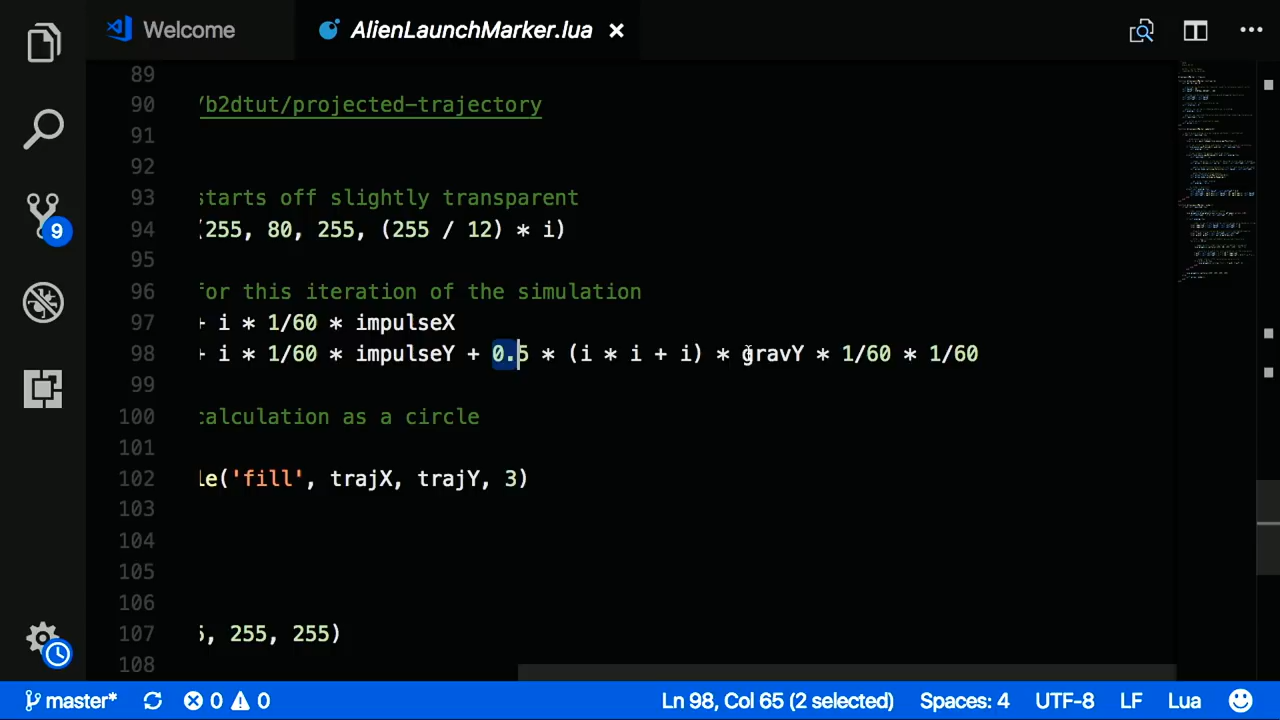 Welcome
AlienLaunchMarker.lua
89
90 /b2dtut/projected-trajectory
91
92
93 starts off slightly transparent
94 (255, 80, 255, (255 / 12) * i)
95
96 for this iteration of the simulation
97 + i * 1/60 * impulseX
98 + i * 1/60 * impulseY + 0.5 * (i * i + i) * gravY * 1/60 * 1/60
99
100 calculation as a circle
101
102 le('fill', trajX, trajY, 3)
103
104
105
106
107 5, 255, 255)
108
9
master* 0 0 Ln 98, Col 65 (2 selected) Spaces: 4 UTF-8 LF Lua